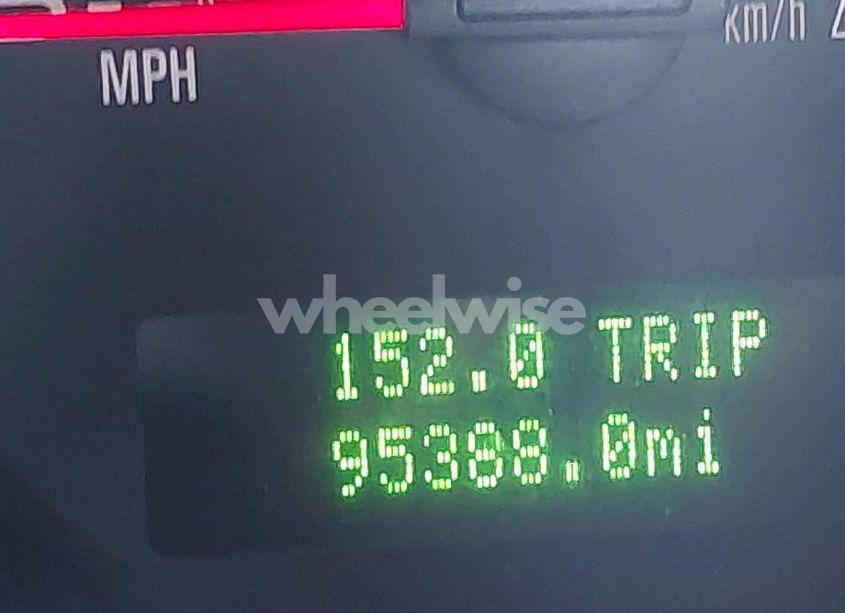 MPH
km/h
wheelwise
152.0 TRIP
95388.0mi